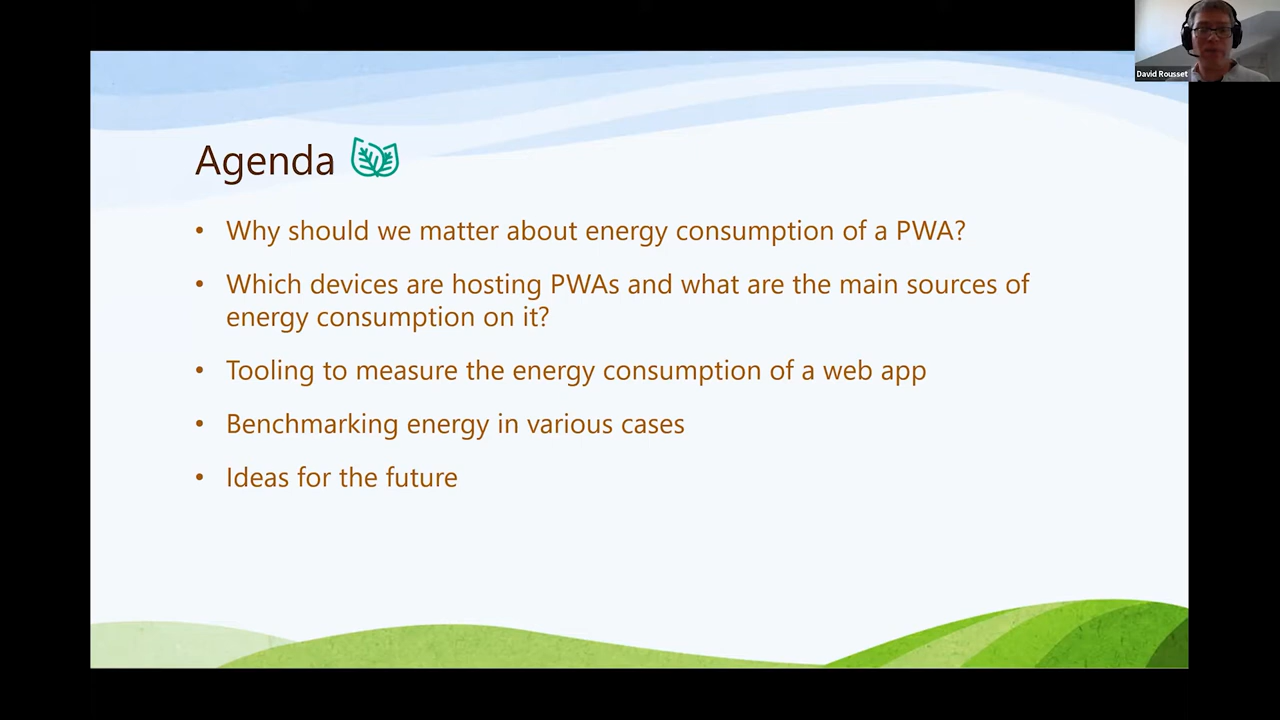 David Rousset
Agenda
• Why should we matter about energy consumption of a PWA?
• Which devices are hosting PWAs and what are the main sources of
energy consumption on it?
• Tooling to measure the energy consumption of a web app
• Benchmarking energy in various cases
• Ideas for the future